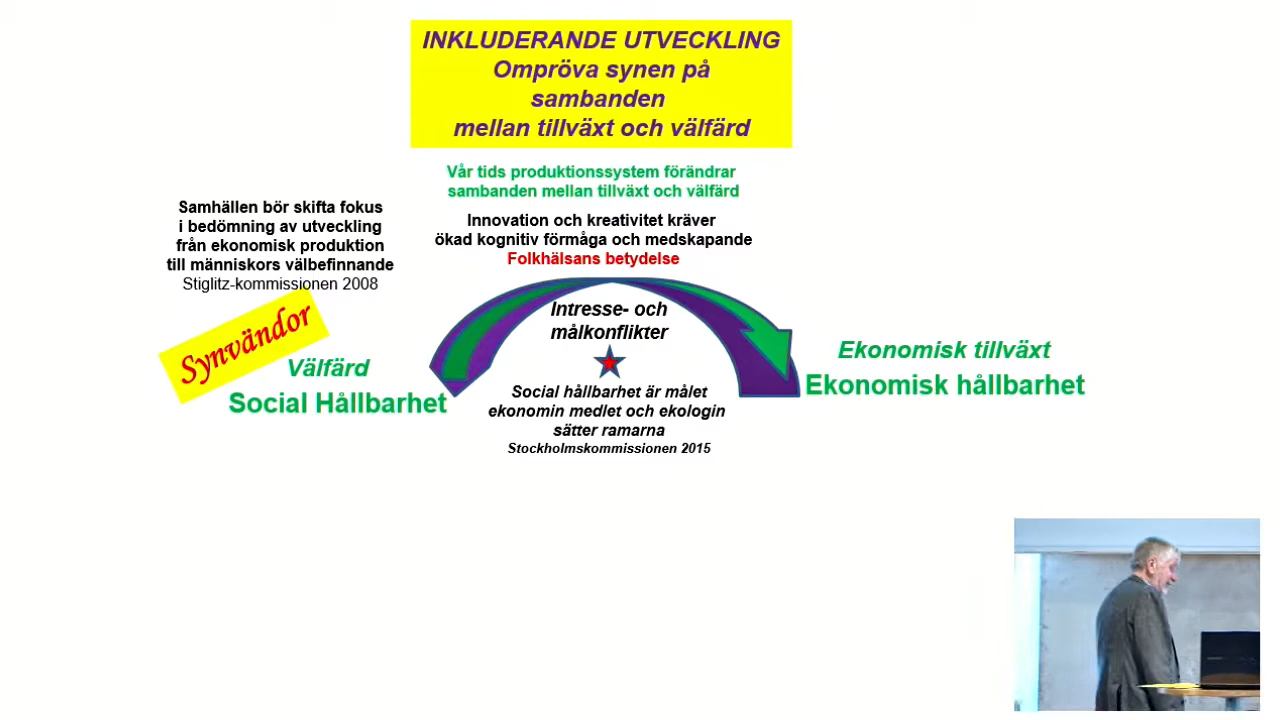 INKLUDERANDE UTVECKLING
Ompröva synen på
sambanden
mellan tillväxt och välfärd
Vår tids produktionssystem förändrar
sambanden mellan tillväxt och välfärd
Innovation och kreativitet kräver
ökad kognitiv förmåga och medskapande
Folkhälsans betydelse
Samhällen bör skifta fokus
i bedömning av utveckling
från ekonomisk produktion
till människors välbefinnande
Stiglitz-kommissionen 2008
Synvändor
Välfärd
Social Hållbarhet
Intresse- och
målkonflikter
Social hållbarhet är målet
ekonomin medlet och ekologin
sätter ramarna
Stockholmskommissionen 2015
Ekonomisk tillväxt
Ekonomisk hållbarhet